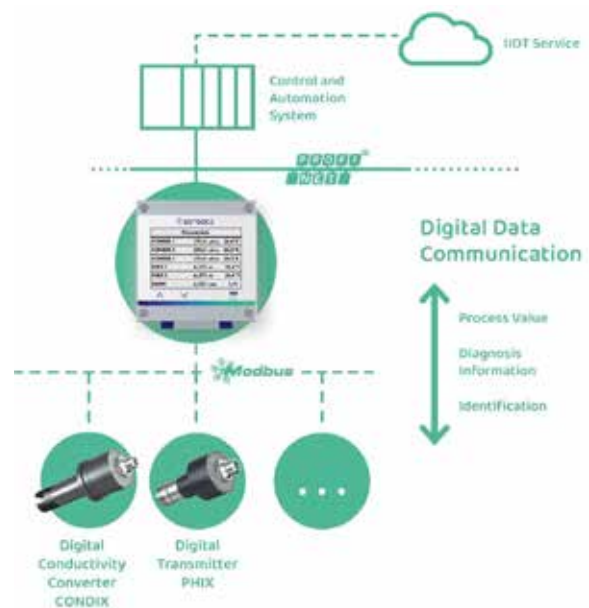 IIOT Service
Control and
Automation
System
PROFI
NET
Digital Data
Communication
Process Value
Diagnosis
Information
Identification
Modbus
Digital
Conductivity
Converter
CONDIX
Digital
Transmitter
PHIX